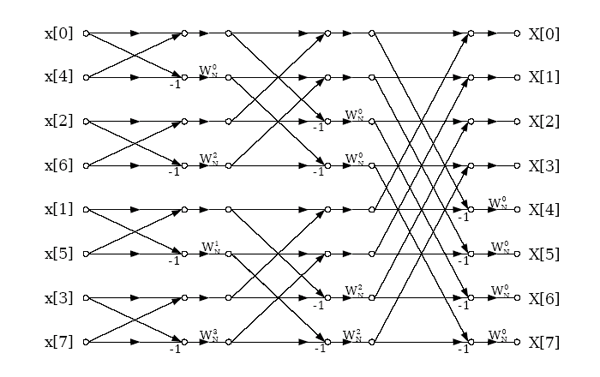 x[0] X[0]
x[4] -1 W_N^0 X[1]
x[2] -1 W_N^0 X[2]
x[6] -1 W_N^2 -1 W_N^0 X[3]
x[1] -1 W_N^0 X[4]
x[5] -1 W_N^1 -1 W_N^0 X[5]
x[3] -1 W_N^2 -1 W_N^0 X[6]
x[7] -1 W_N^3 -1 W_N^2 -1 W_N^0 X[7]